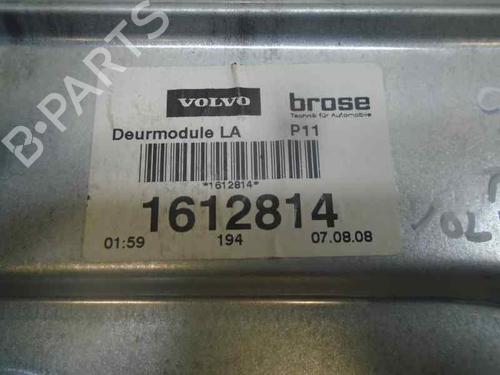 VOLVO brose
Technik für Automobile
Deurmodule LA P11
*1612814*
1612814
01:59 194 07.08.08
B-PARTS